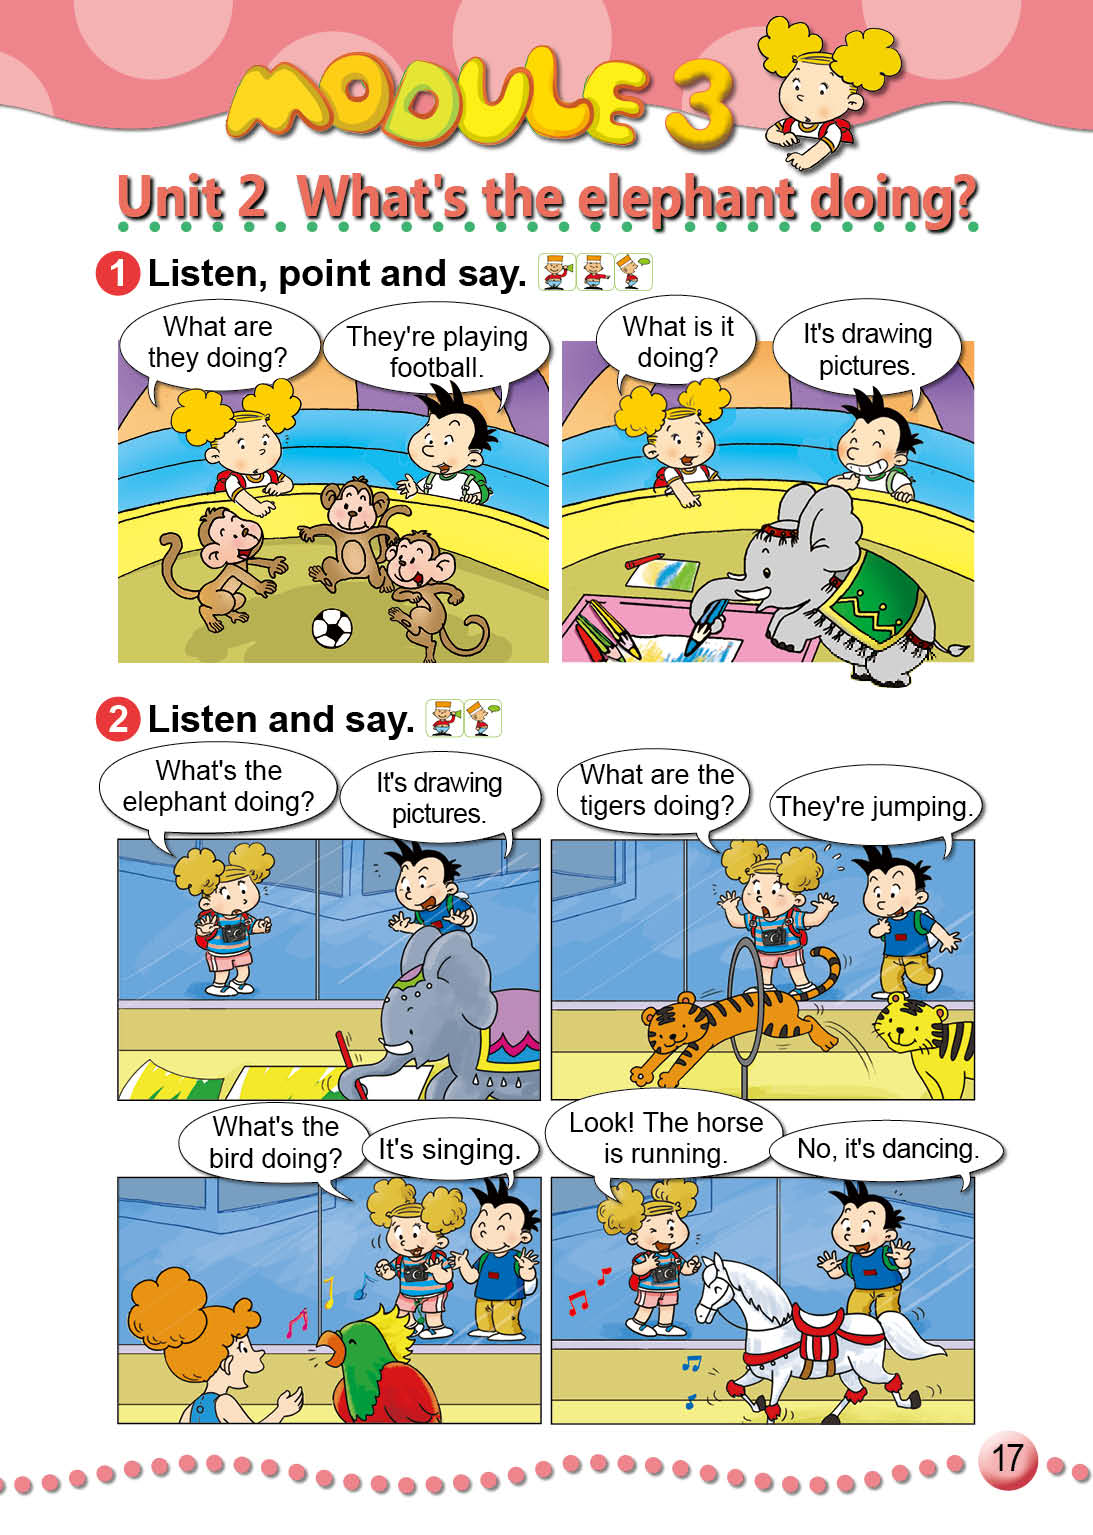 MODULE 3
Unit 2 What's the elephant doing?
1 Listen, point and say.
What are
they doing?
They're playing
football.
What is it
doing?
It's drawing
pictures.
2 Listen and say.
What's the
elephant doing?
It's drawing
pictures.
What are the
tigers doing?
They're jumping.
What's the
bird doing?
It's singing.
Look! The horse
is running.
No, it's dancing.
17